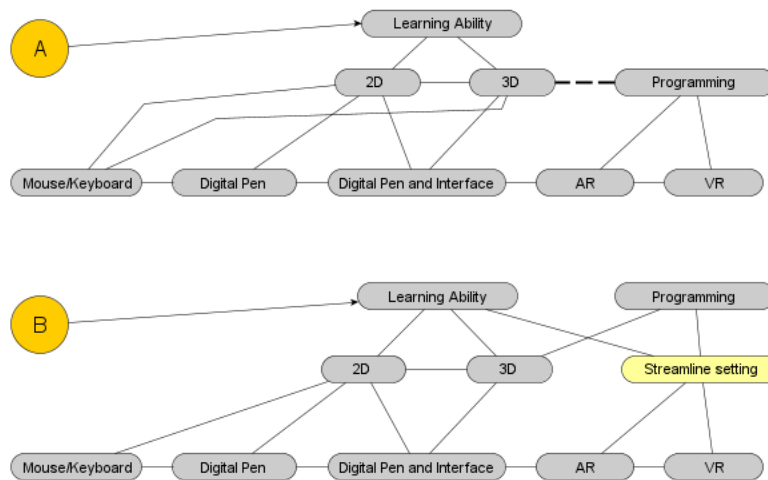 A
Learning Ability
2D
3D
Programming
Mouse/Keyboard
Digital Pen
Digital Pen and Interface
AR
VR
B
Learning Ability
Programming
2D
3D
Streamline setting
Mouse/Keyboard
Digital Pen
Digital Pen and Interface
AR
VR